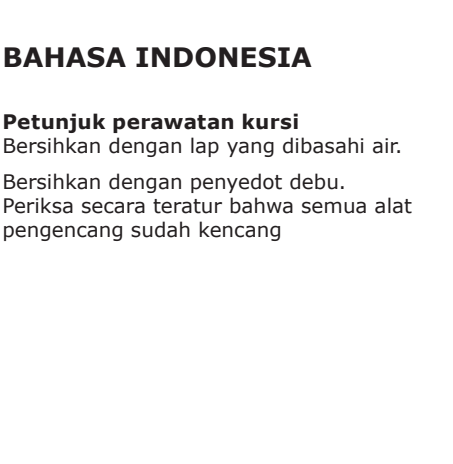 BAHASA INDONESIA
Petunjuk perawatan kursi
Bersihkan dengan lap yang dibasahi air.
Bersihkan dengan penyedot debu.
Periksa secara teratur bahwa semua alat
pengencang sudah kencang